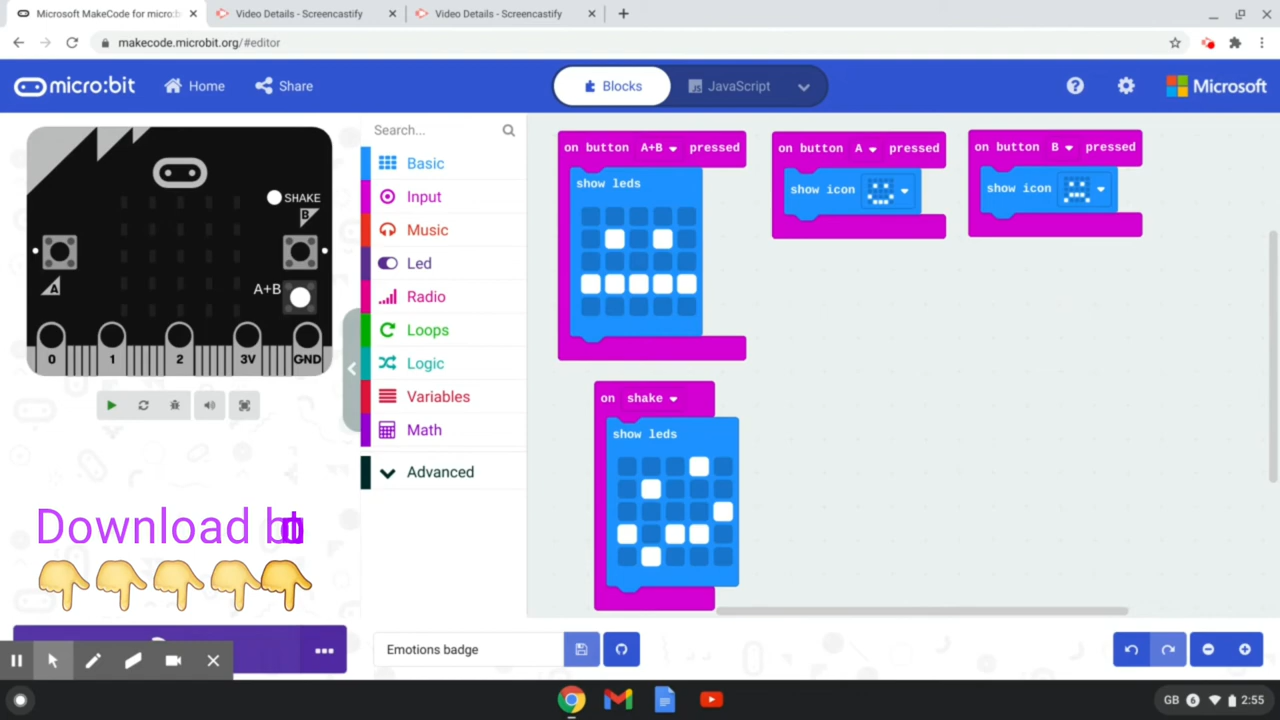 Microsoft MakeCode for micro:b
Video Details - Screencastify
Video Details - Screencastify
makecode.microbit.org/#editor
micro:bit
Home
Share
Blocks
JavaScript
Microsoft
SHAKE
B
A
A+B
0 1 2 3V GND
Search...
Basic
Input
Music
Led
Radio
Loops
Logic
Variables
Math
Advanced
on button A+B pressed
show leds
on button A pressed
show icon
on button B pressed
show icon
on shake
show leds
Download
Emotions badge
GB 6 2:55